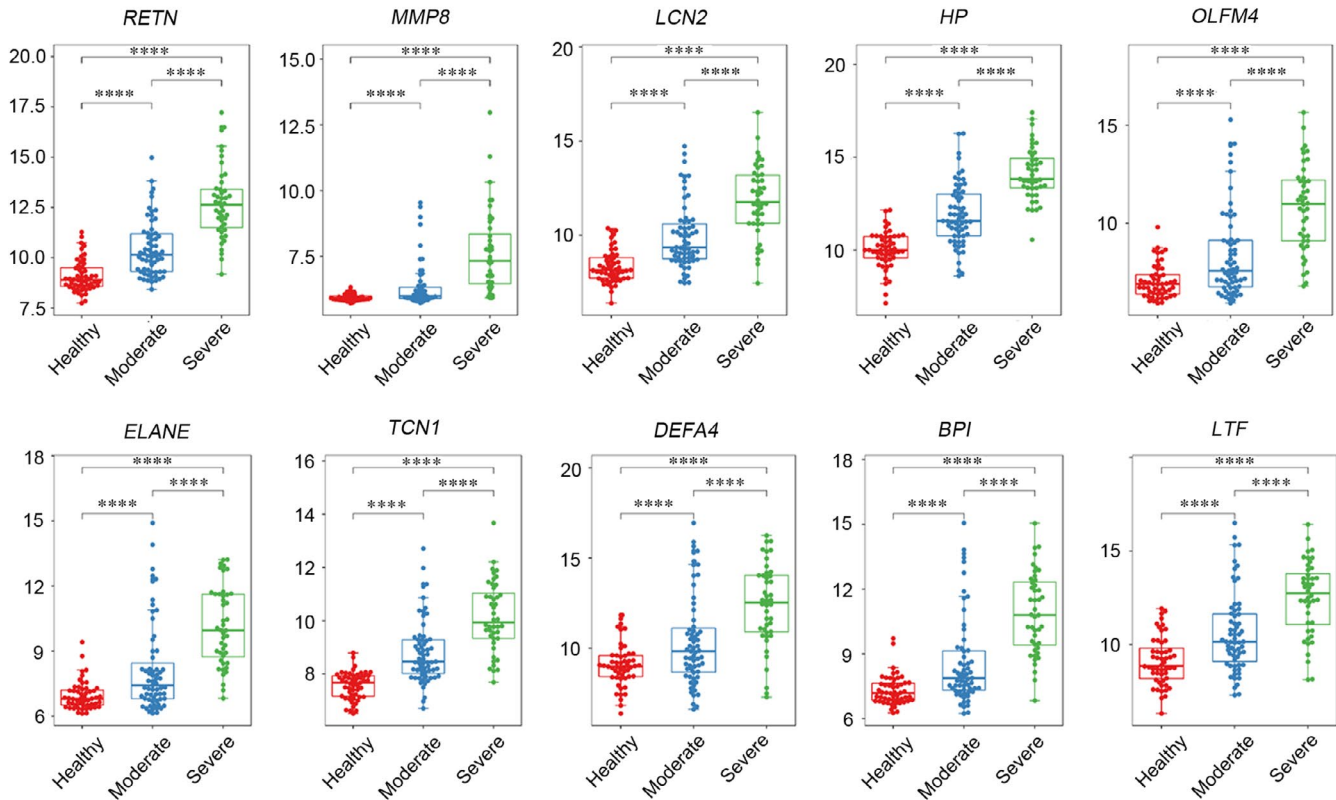 RETN
20.0
17.5
15.0
12.5
10.0
7.5
****
****
****
Healthy
Moderate
Severe
MMP8
15.0
12.5
10.0
7.5
****
****
****
Healthy
Moderate
Severe
LCN2
20
15
10
****
****
****
Healthy
Moderate
Severe
HP
20
15
10
****
****
****
Healthy
Moderate
Severe
OLFM4
15
10
****
****
****
Healthy
Moderate
Severe
ELANE
18
15
12
9
6
****
****
****
Healthy
Moderate
Severe
TCN1
16
14
12
10
8
****
****
****
Healthy
Moderate
Severe
DEFA4
20
15
10
****
****
****
Healthy
Moderate
Severe
BPI
18
15
12
9
6
****
****
****
Healthy
Moderate
Severe
LTF
15
10
****
****
****
Healthy
Moderate
Severe